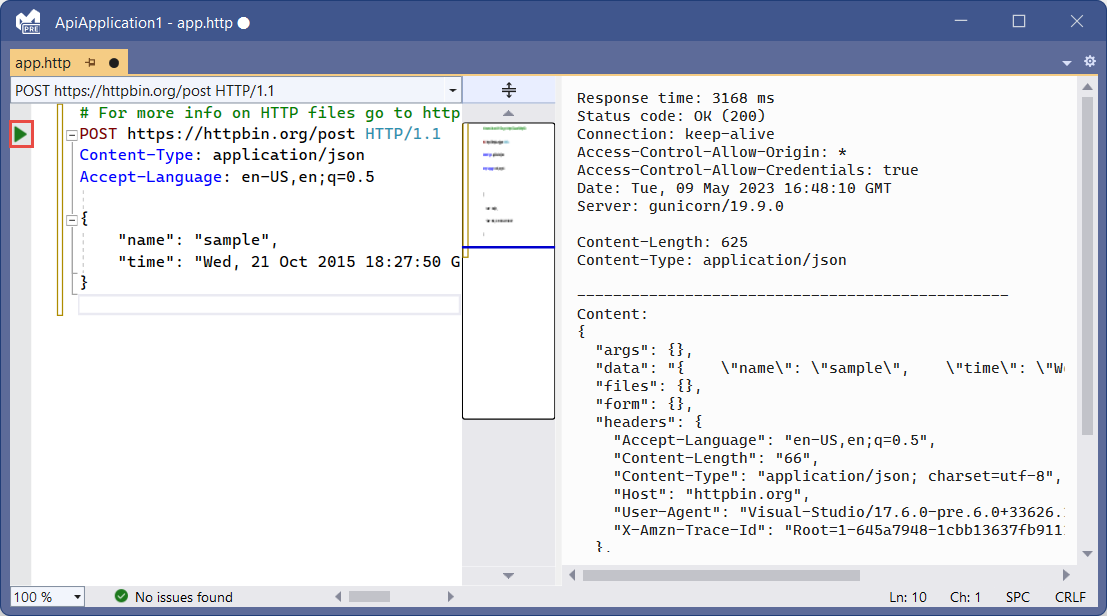 PRE
ApiApplication1 - app.http
app.http
POST https://httpbin.org/post HTTP/1.1
# For more info on HTTP files go to http
POST https://httpbin.org/post HTTP/1.1
Content-Type: application/json
Accept-Language: en-US,en;q=0.5
{
"name": "sample",
"time": "Wed, 21 Oct 2015 18:27:50 G
}
Response time: 3168 ms
Status code: OK (200)
Connection: keep-alive
Access-Control-Allow-Origin: *
Access-Control-Allow-Credentials: true
Date: Tue, 09 May 2023 16:48:10 GMT
Server: gunicorn/19.9.0
Content-Length: 625
Content-Type: application/json
------------------------------------------------
Content:
{
"args": {},
"data": "{    \"name\": \"sample\",    \"time\": \"We
"files": {},
"form": {},
"headers": {
"Accept-Language": "en-US,en;q=0.5",
"Content-Length": "66",
"Content-Type": "application/json; charset=utf-8",
"Host": "httpbin.org",
"User-Agent": "Visual-Studio/17.6.0-pre.6.0+33626.
"X-Amzn-Trace-Id": "Root=1-645a7948-1cbb13637fb911
},
100 %
No issues found
Ln: 10
Ch: 1
SPC
CRLF